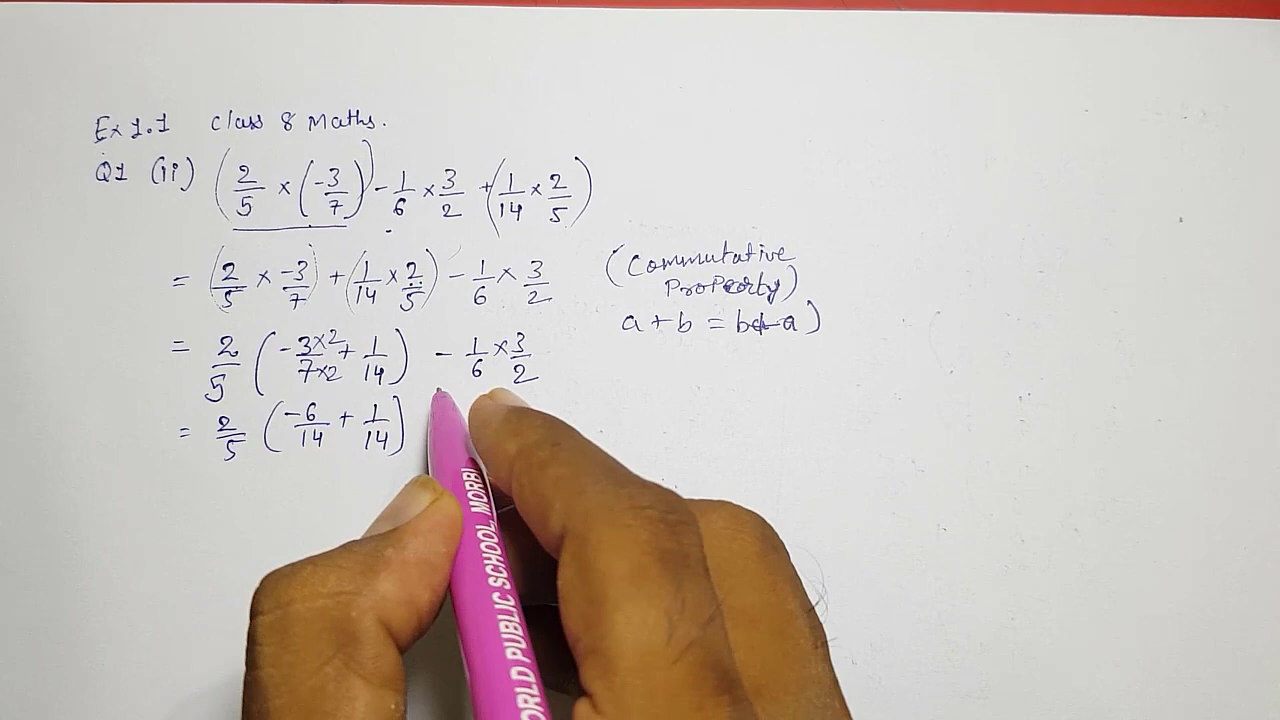 Ex 1.1 class 8 Maths.
Q1 (ii) (2/5 × (-3/7)) - 1/6 × 3/2 + (1/14 × 2/5)
= (2/5 × -3/7) + (1/14 × 2/5) - 1/6 × 3/2
(Commutative
Property)
a + b = b + a)
= 2/5 (-3×2/7×2 + 1/14) - 1/6 × 3/2
= 2/5 (-6/14 + 1/14)
ORLD PUBLIC SCHOOL, MORBI